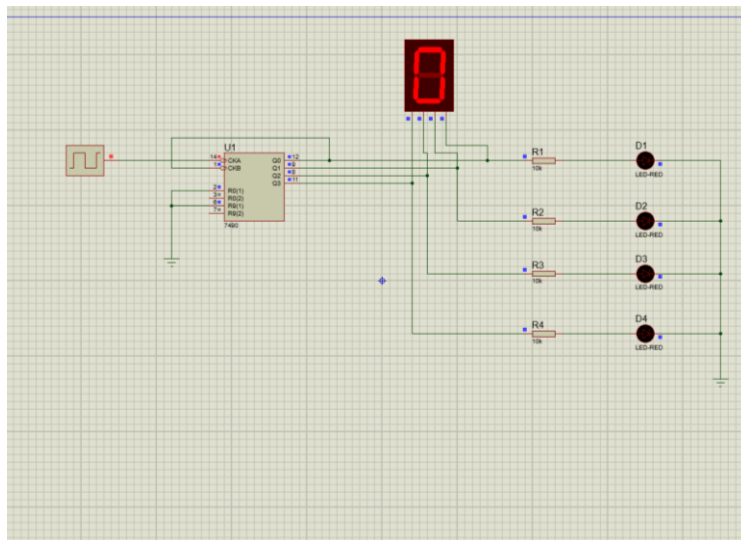 0
U1
14
CKA
Q0
12
1
CKB
Q1
9
Q2
8
Q3
11
2
R0(1)
3
R0(2)
6
R9(1)
7
R9(2)
7490
R1
10k
D1
LED-RED
R2
10k
D2
LED-RED
R3
10k
D3
LED-RED
R4
10k
D4
LED-RED